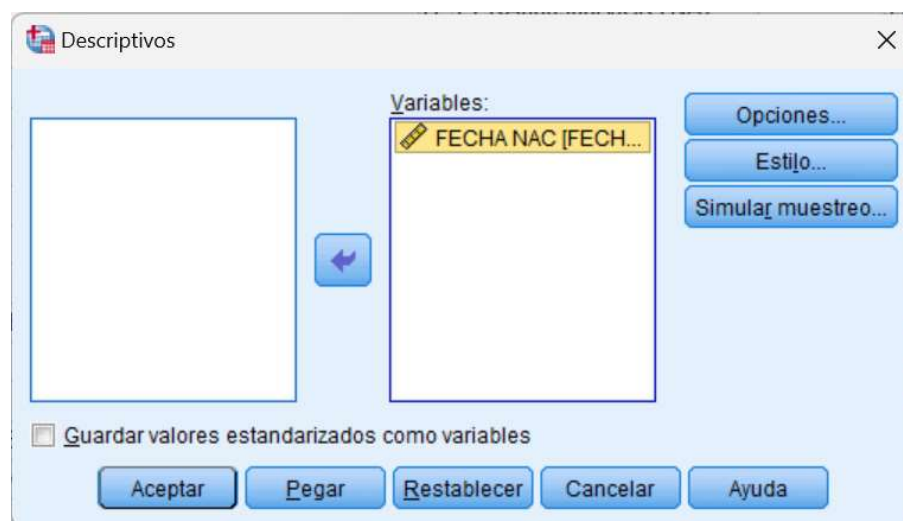 Descriptivos
Variables:
FECHA NAC [FECH...
Opciones...
Estilo...
Simular muestreo...
Guardar valores estandarizados como variables
Aceptar
Pegar
Restablecer
Cancelar
Ayuda